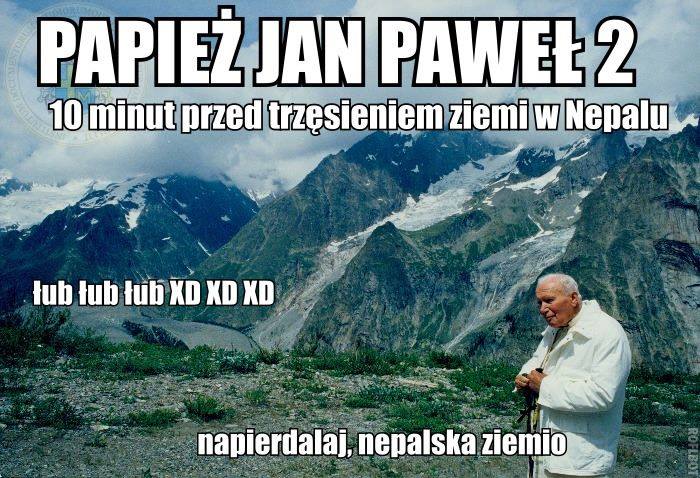 PAPIEŻ JAN PAWEŁ 2
10 minut przed trzęsieniem ziemi w Nepalu
łub łub łub XD XD XD
napierdalaj, nepalska ziemio